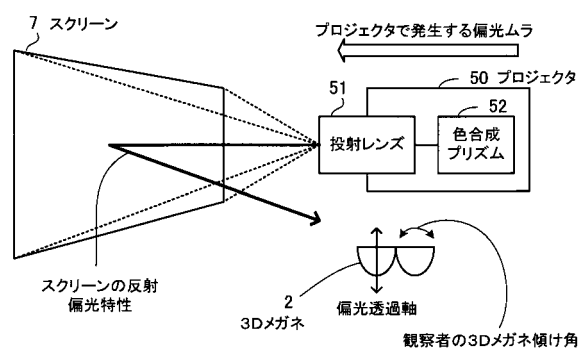 7 スクリーン
プロジェクタで発生する偏光ムラ
50 プロジェクタ
51
投射レンズ
52
色合成
プリズム
スクリーンの反射
偏光特性
2
3Dメガネ
偏光透過軸
観察者の3Dメガネ傾け角